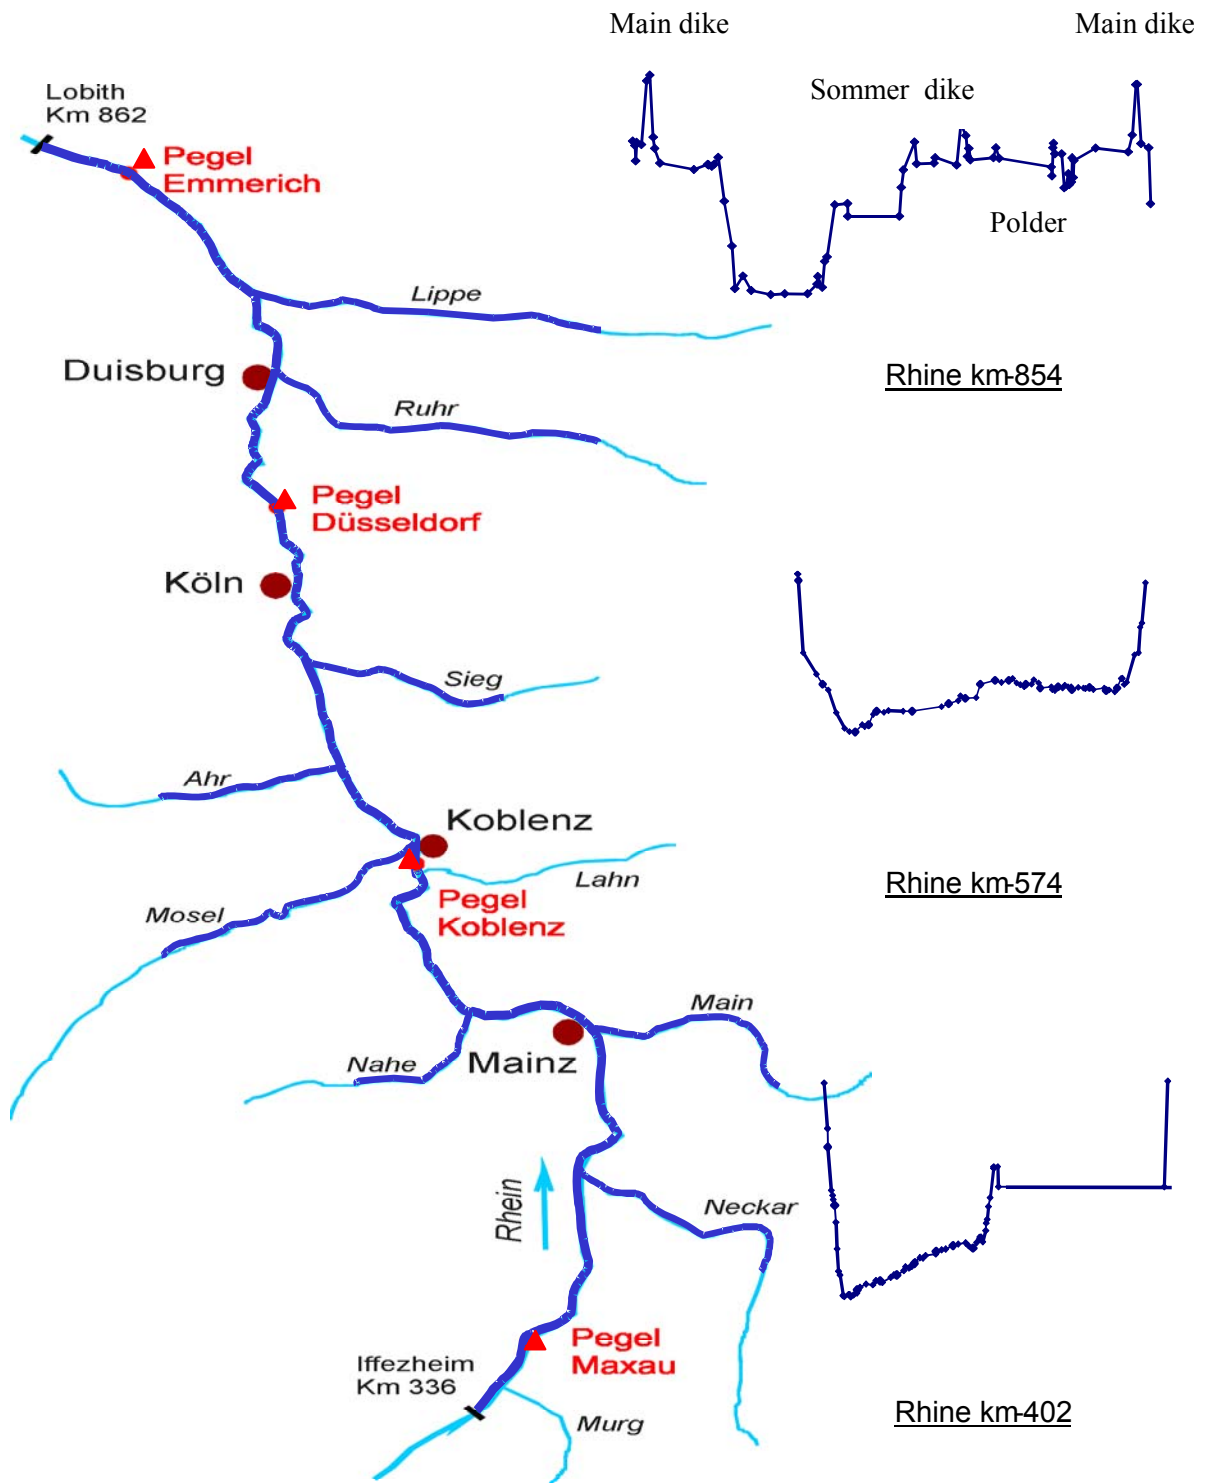 Main dike
Main dike
Sommer dike
Lobith
Km 862
Pegel
Emmerich
Polder
Lippe
Duisburg
Rhine km-854
Ruhr
Pegel
Düsseldorf
Köln
Sieg
Ahr
Koblenz
Lahn
Rhine km-574
Pegel
Koblenz
Mosel
Main
Nahe
Mainz
Rhein
Neckar
Pegel
Maxau
Iffezheim
Km 336
Murg
Rhine km-402